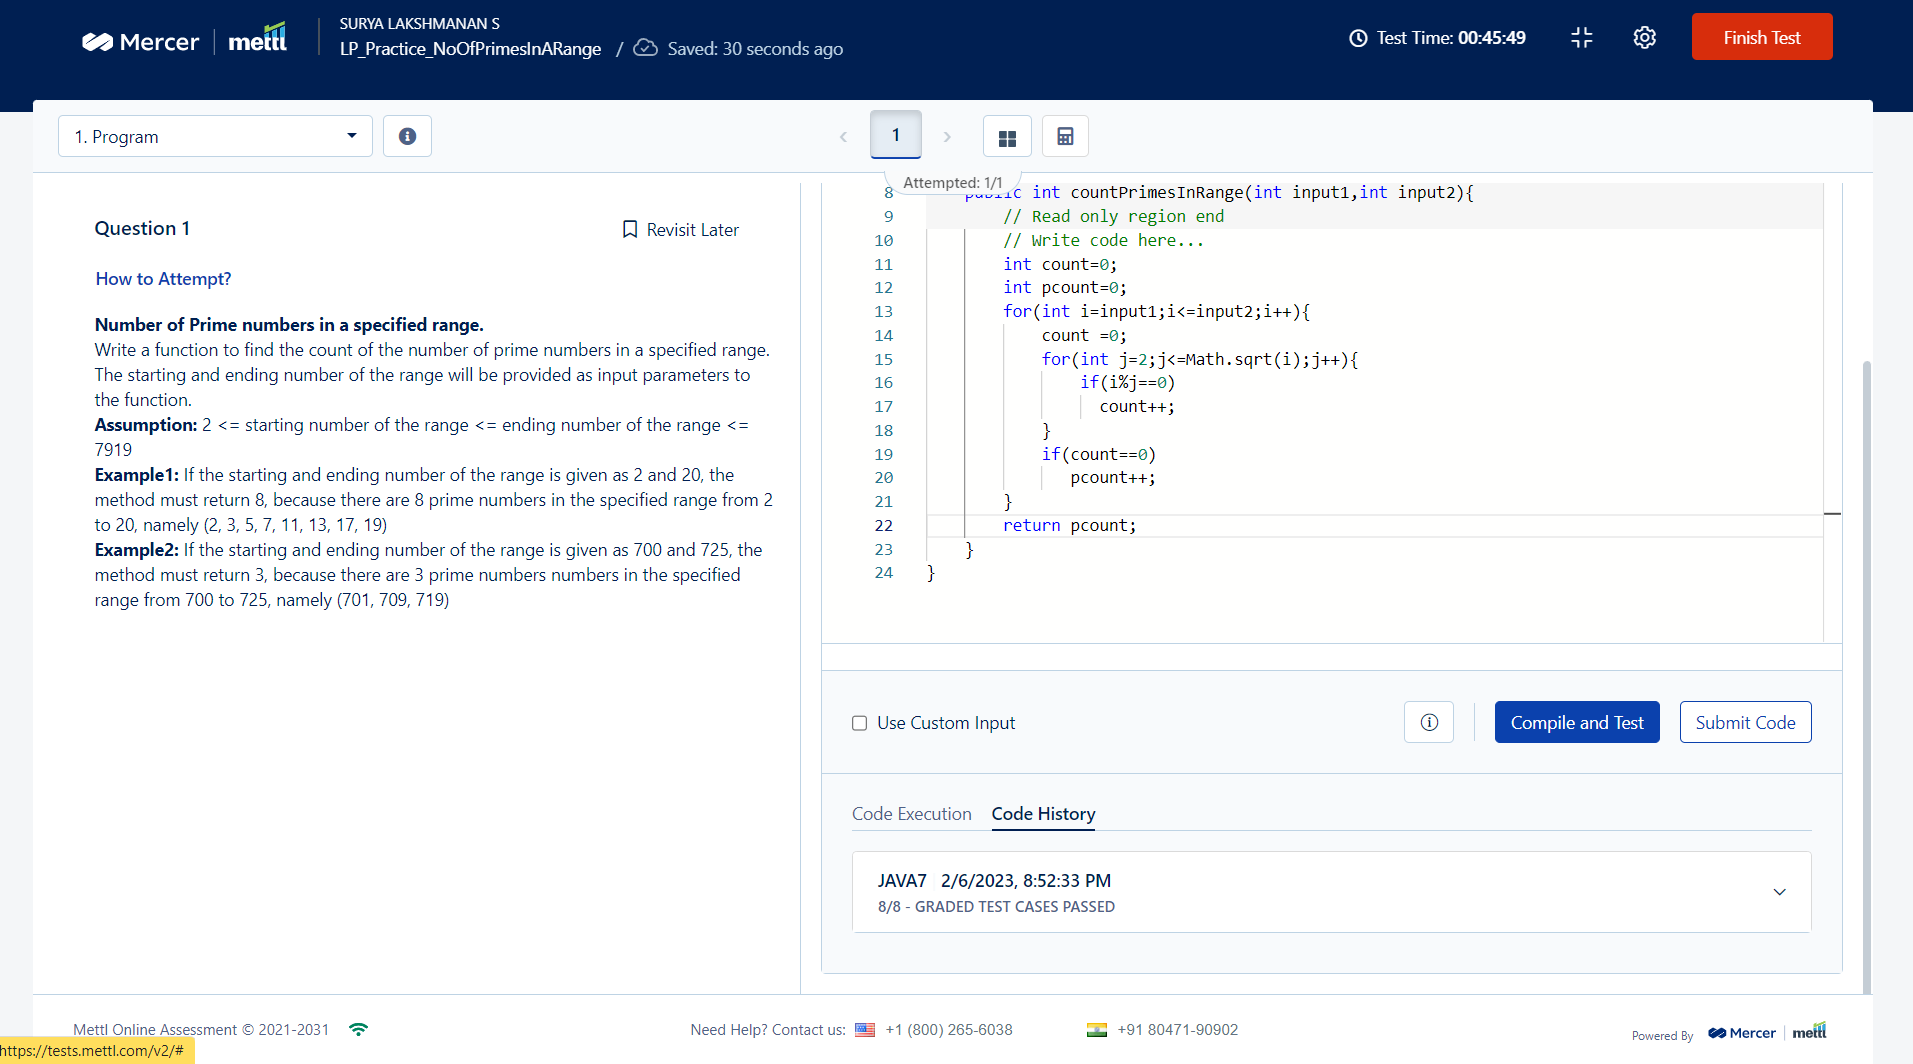 Mercer mettl
SURYA LAKSHMANAN S
LP_Practice_NoOfPrimesInARange / Saved: 30 seconds ago
Test Time: 00:45:49
Finish Test
1. Program
1
Attempted: 1/1
Question 1
Revisit Later
How to Attempt?
Number of Prime numbers in a specified range.
Write a function to find the count of the number of prime numbers in a specified range.
The starting and ending number of the range will be provided as input parameters to
the function.
Assumption: 2 <= starting number of the range <= ending number of the range <=
7919
Example1: If the starting and ending number of the range is given as 2 and 20, the
method must return 8, because there are 8 prime numbers in the specified range from 2
to 20, namely (2, 3, 5, 7, 11, 13, 17, 19)
Example2: If the starting and ending number of the range is given as 700 and 725, the
method must return 3, because there are 3 prime numbers numbers in the specified
range from 700 to 725, namely (701, 709, 719)
8 public int countPrimesInRange(int input1,int input2){
9 // Read only region end
10 // Write code here...
11 int count=0;
12 int pcount=0;
13 for(int i=input1;i<=input2;i++){
14 count =0;
15 for(int j=2;j<=Math.sqrt(i);j++){
16 if(i%j==0)
17 count++;
18 }
19 if(count==0)
20 pcount++;
21 }
22 return pcount;
23 }
24 }
Use Custom Input
Compile and Test
Submit Code
Code Execution
Code History
JAVA7 2/6/2023, 8:52:33 PM
8/8 - GRADED TEST CASES PASSED
Mettl Online Assessment © 2021-2031
Need Help? Contact us: +1 (800) 265-6038
+91 80471-90902
Powered By Mercer mettl
https://tests.mettl.com/v2/#